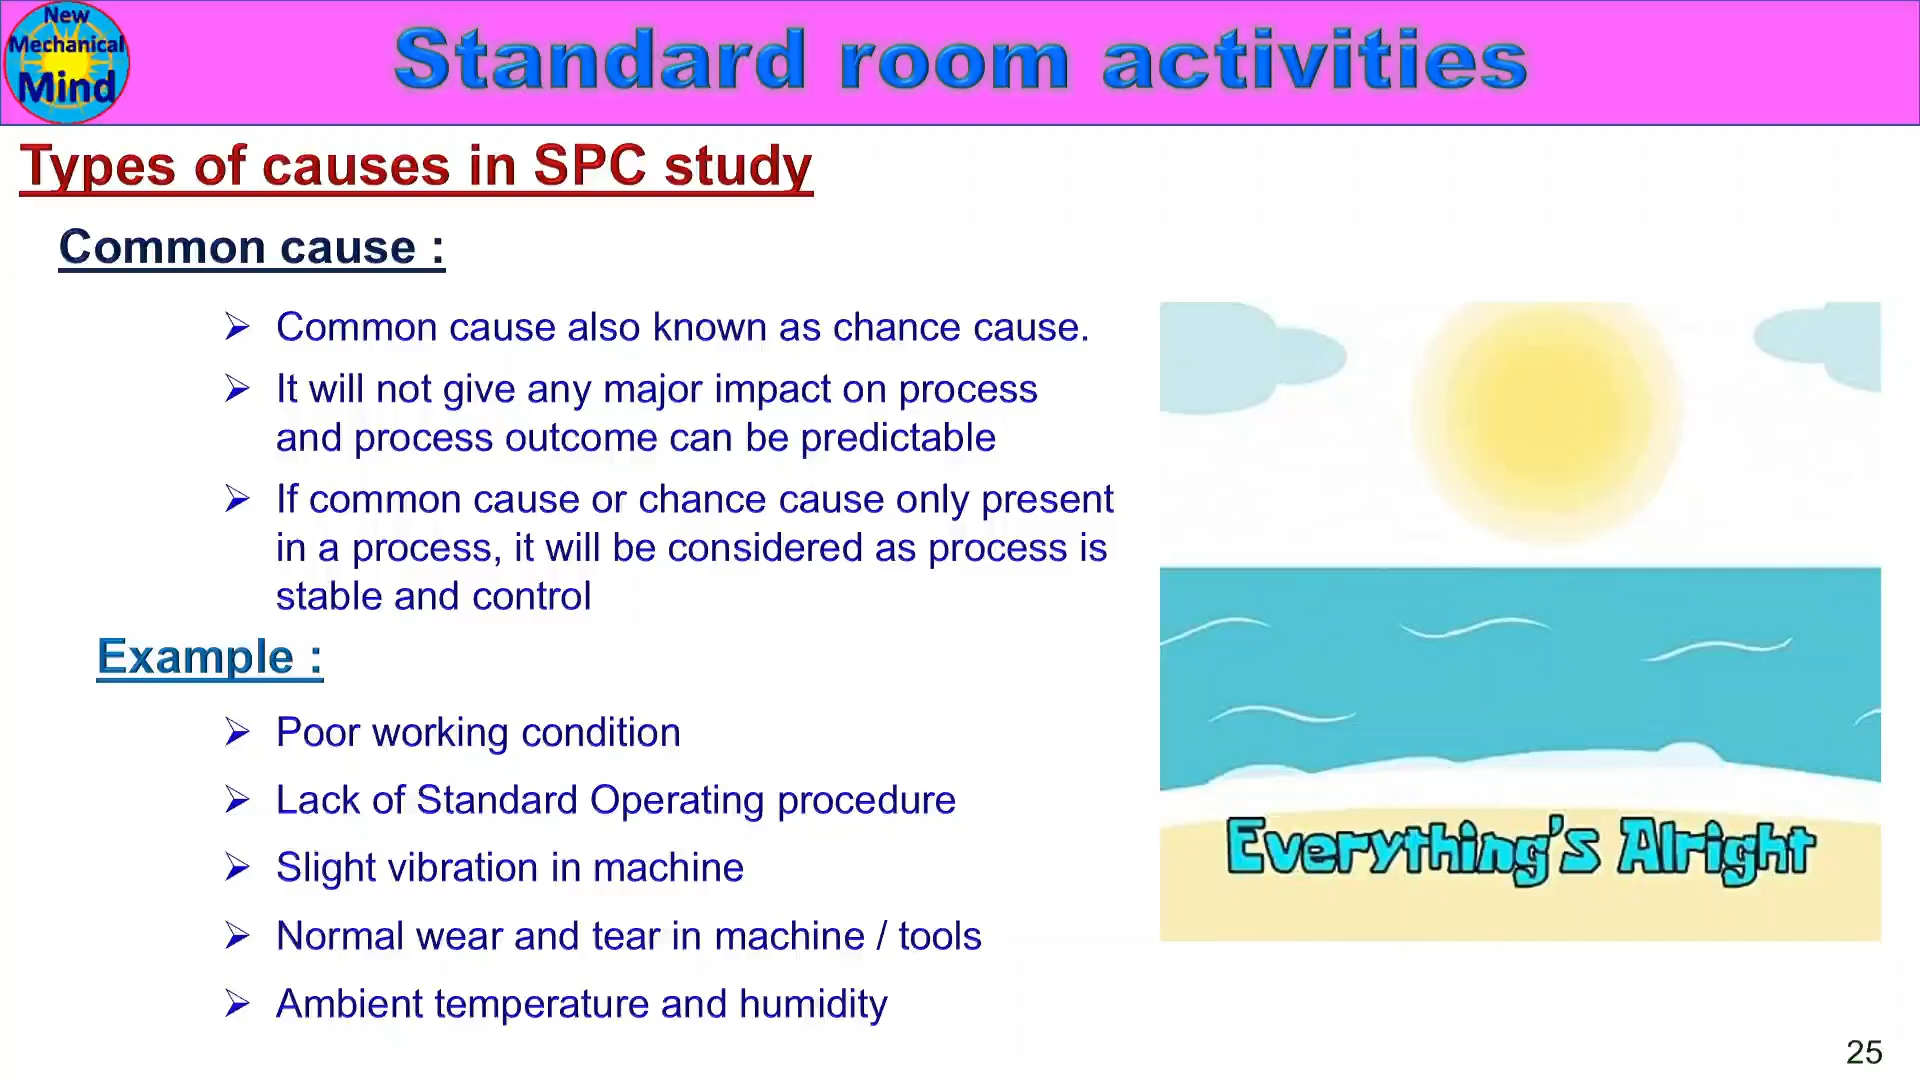 New
Mechanical
Mind
Standard room activities
Types of causes in SPC study
Common cause :
➢ Common cause also known as chance cause.
➢ It will not give any major impact on process
and process outcome can be predictable
➢ If common cause or chance cause only present
in a process, it will be considered as process is
stable and control
Example :
➢ Poor working condition
➢ Lack of Standard Operating procedure
➢ Slight vibration in machine
➢ Normal wear and tear in machine / tools
➢ Ambient temperature and humidity
Everything's Alright
25